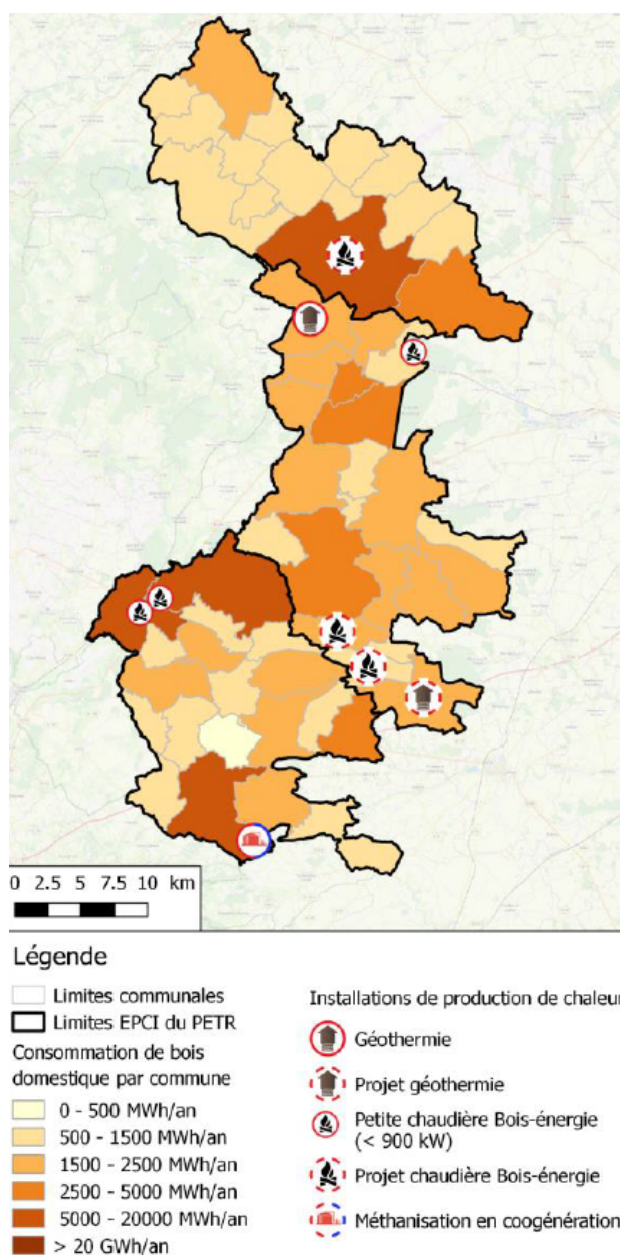 0 2.5 5 7.5 10 km
Légende
Limites communales
Limites EPCI du PETR
Consommation de bois
domestique par commune
0 - 500 MWh/an
500 - 1500 MWh/an
1500 - 2500 MWh/an
2500 - 5000 MWh/an
5000 - 20000 MWh/an
> 20 GWh/an
Installations de production de chaleur
Géothermie
Projet géothermie
Petite chaudière Bois-énergie
(< 900 kW)
Projet chaudière Bois-énergie
Méthanisation en coogénération